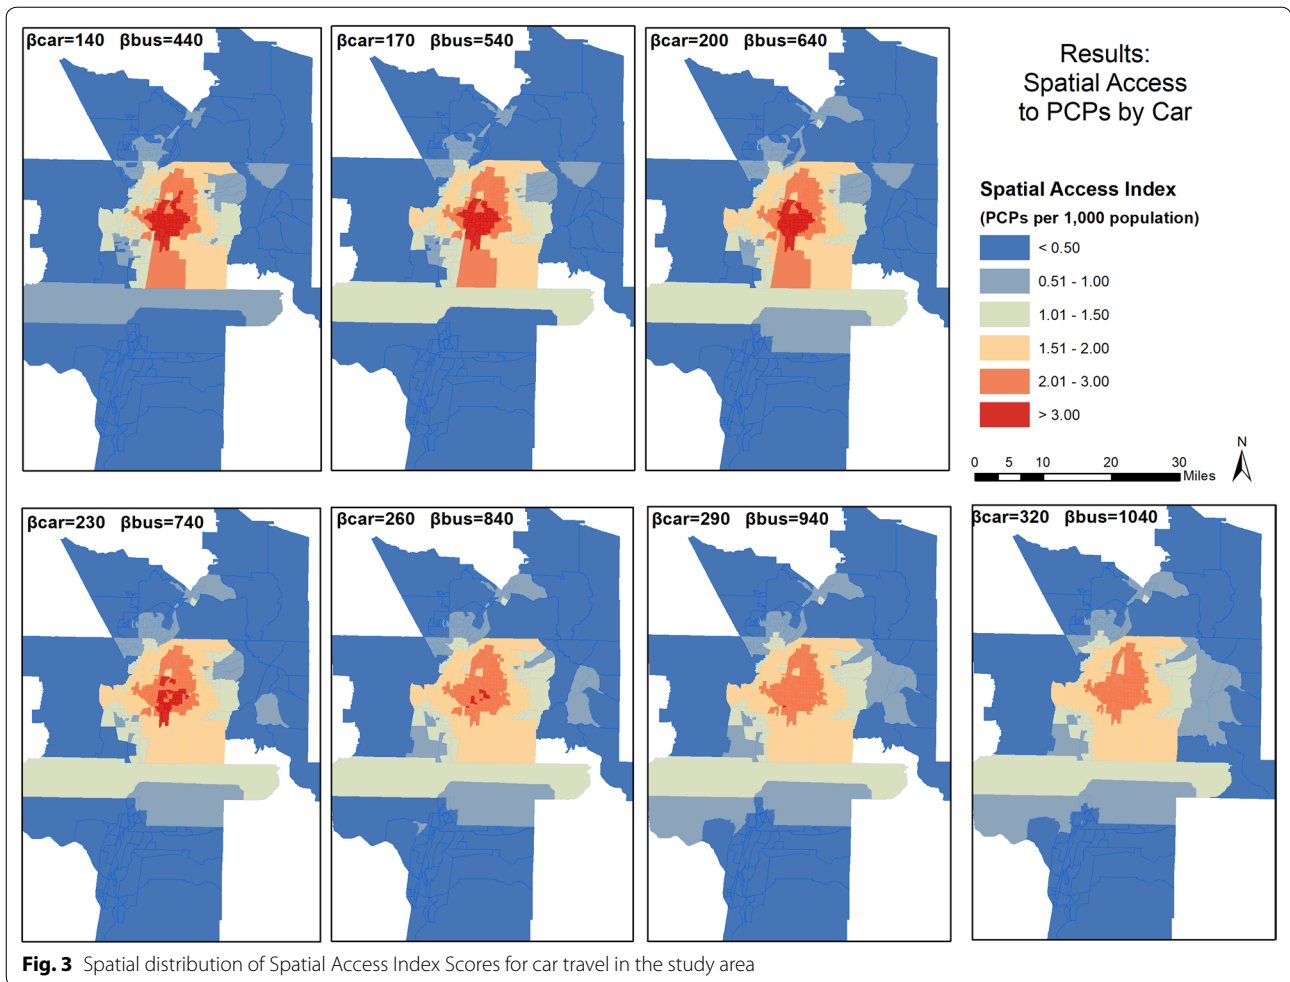 βcar=140 βbus=440
βcar=170 βbus=540
βcar=200 βbus=640
Results:
Spatial Access
to PCPs by Car
Spatial Access Index
(PCPs per 1,000 population)
< 0.50
0.51 - 1.00
1.01 - 1.50
1.51 - 2.00
2.01 - 3.00
> 3.00
N
0 5 10 20 30
Miles
βcar=230 βbus=740
βcar=260 βbus=840
βcar=290 βbus=940
βcar=320 βbus=1040
Fig. 3 Spatial distribution of Spatial Access Index Scores for car travel in the study area